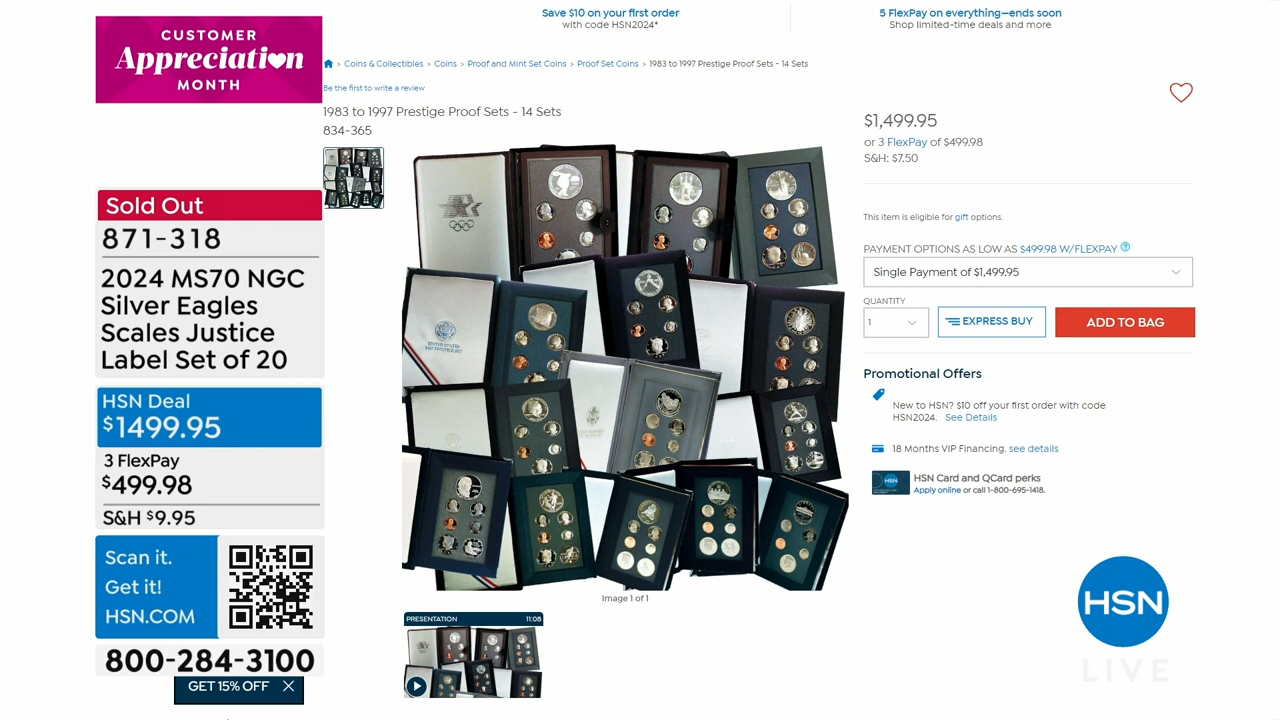 CUSTOMER
Appreciation
MONTH
Save $10 on your first order
with code HSN2024*
5 FlexPay on everything—ends soon
Shop limited-time deals and more
> Coins & Collectibles > Coins > Proof and Mint Set Coins > Proof Set Coins > 1983 to 1997 Prestige Proof Sets - 14 Sets
Be the first to write a review
1983 to 1997 Prestige Proof Sets - 14 Sets
834-365
Sold Out
871-318
2024 MS70 NGC
Silver Eagles
Scales Justice
Label Set of 20
HSN Deal
$1499.95
3 FlexPay
$499.98
S&H $9.95
Scan it.
Get it!
HSN.COM
800-284-3100
GET 15% OFF
Image 1 of 1
PRESENTATION 11:08
$1,499.95
or 3 FlexPay of $499.98
S&H: $7.50
This item is eligible for gift options.
PAYMENT OPTIONS AS LOW AS $499.98 W/FLEXPAY ?
Single Payment of $1,499.95
QUANTITY
1
EXPRESS BUY
ADD TO BAG
Promotional Offers
New to HSN? $10 off your first order with code
HSN2024. See Details
18 Months VIP Financing. see details
HSN
HSN Card and QCard perks
Apply online or call 1-800-695-1418.
HSN
LIVE